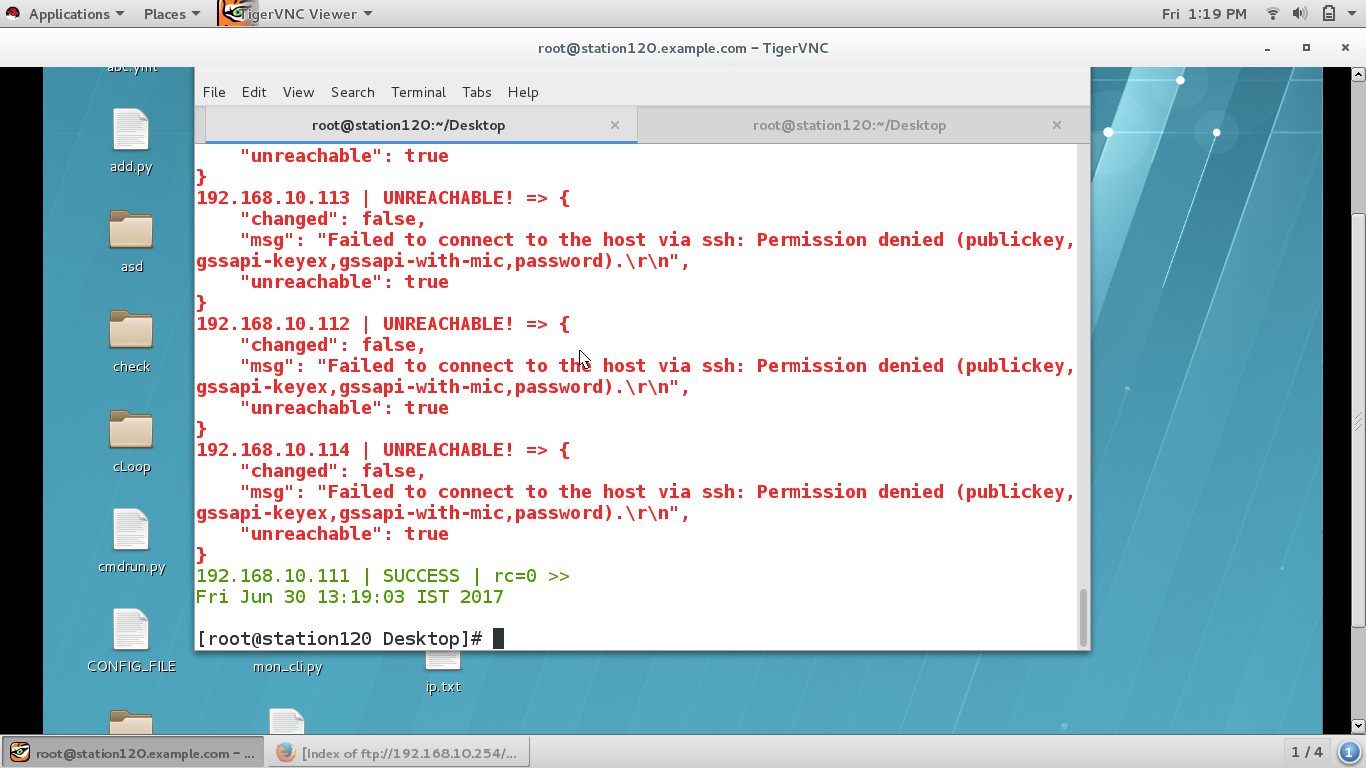 Applications
Places
TigerVNC Viewer
Fri 1:19 PM
root@station120.example.com – TigerVNC
abc.yml
File Edit View Search Terminal Tabs Help
root@station120:~/Desktop
root@station120:~/Desktop
"unreachable": true
}
192.168.10.113 | UNREACHABLE! => {
"changed": false,
"msg": "Failed to connect to the host via ssh: Permission denied (publickey,
gssapi-keyex,gssapi-with-mic,password).\r\n",
"unreachable": true
}
192.168.10.112 | UNREACHABLE! => {
"changed": false,
"msg": "Failed to connect to the host via ssh: Permission denied (publickey,
gssapi-keyex,gssapi-with-mic,password).\r\n",
"unreachable": true
}
192.168.10.114 | UNREACHABLE! => {
"changed": false,
"msg": "Failed to connect to the host via ssh: Permission denied (publickey,
gssapi-keyex,gssapi-with-mic,password).\r\n",
"unreachable": true
}
192.168.10.111 | SUCCESS | rc=0 >>
Fri Jun 30 13:19:03 IST 2017
[root@station120 Desktop]#
add.py
asd
check
cLoop
cmdrun.py
CONFIG_FILE
mon_cli.py
ip.txt
root@station120.example.com – ...
[Index of ftp://192.168.10.254/...
1 / 4
1